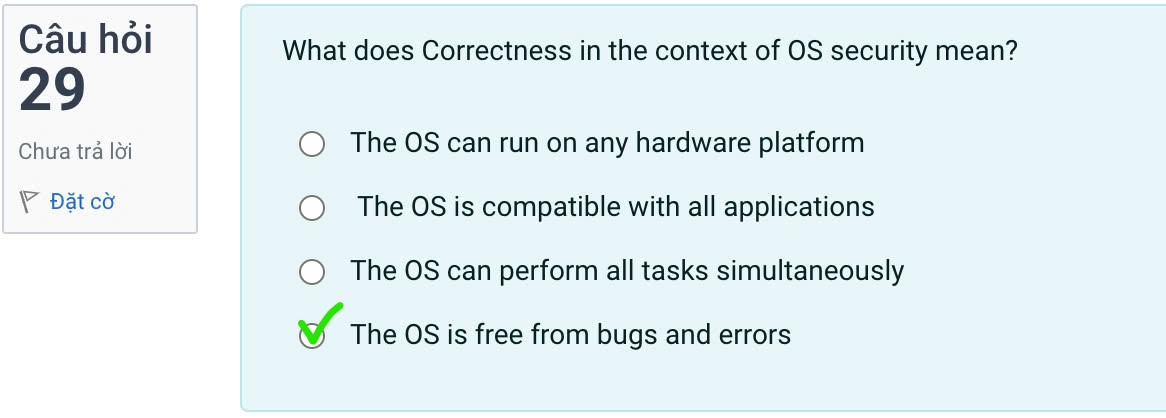 Câu hỏi
29
Chưa trả lời
Đặt cờ
What does Correctness in the context of OS security mean?
The OS can run on any hardware platform
The OS is compatible with all applications
The OS can perform all tasks simultaneously
The OS is free from bugs and errors